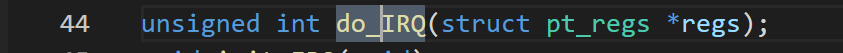 44 unsigned int do_IRQ(struct pt_regs *regs);